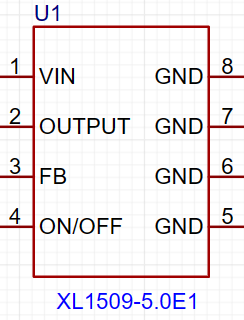 U1
1 VIN GND 8
2 OUTPUT GND 7
3 FB GND 6
4 ON/OFF GND 5
XL1509-5.0E1